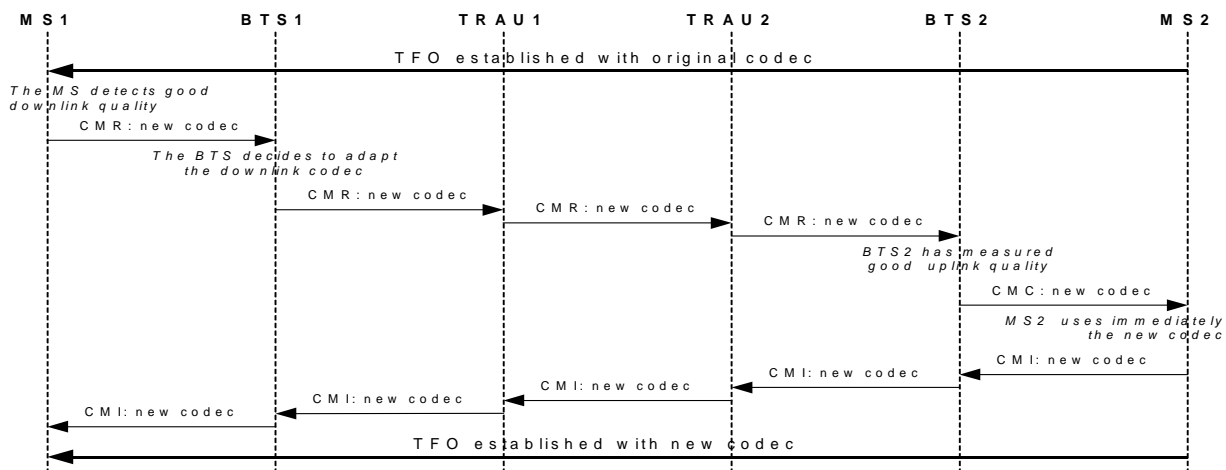 MS1 BTS1 TRAU1 TRAU2 BTS2 MS2
TFO established with original codec
The MS detects good
downlink quality
CMR: new codec
The BTS decides to adapt
the downlink codec
CMR: new codec
CMR: new codec
CMR: new codec
BTS2 has measured
good uplink quality
CMC: new codec
MS2 uses immediately
the new codec
CMI: new codec
CMI: new codec
CMI: new codec
CMI: new codec
CMI: new codec
TFO established with new codec